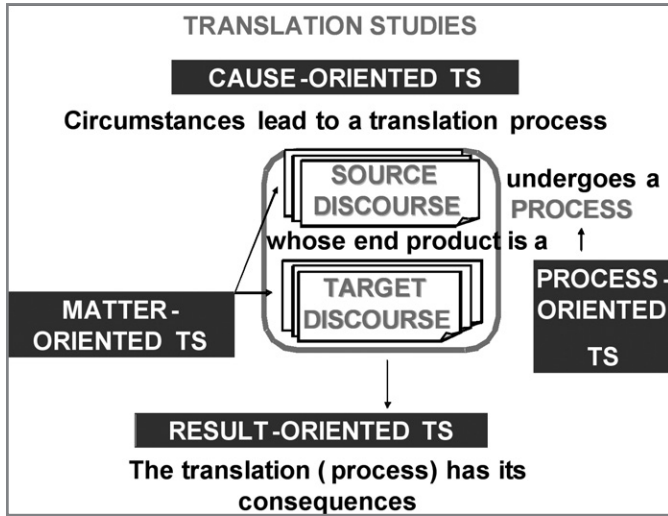 TRANSLATION STUDIES
CAUSE-ORIENTED TS
Circumstances lead to a translation process
SOURCE
DISCOURSE
undergoes a
PROCESS
whose end product is a
TARGET
DISCOURSE
MATTER-
ORIENTED TS
PROCESS-
ORIENTED
TS
RESULT-ORIENTED TS
The translation (process) has its
consequences